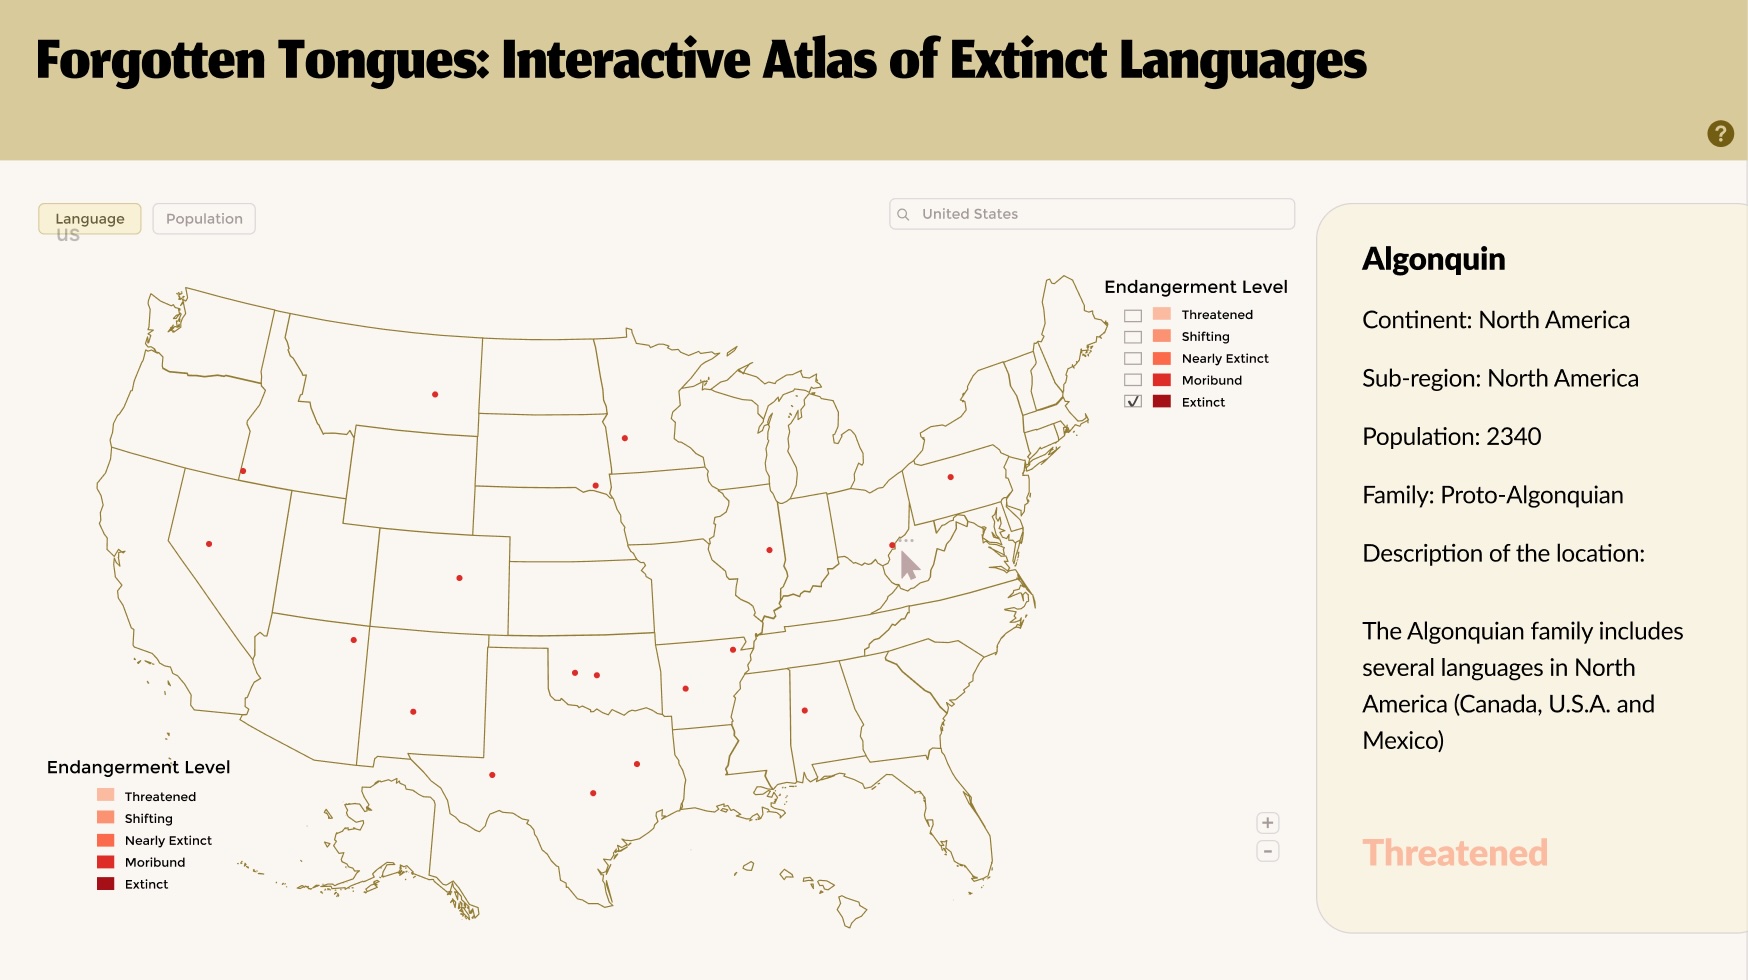 Forgotten Tongues: Interactive Atlas of Extinct Languages
?
Language
Population
US
United States
Endangerment Level
Threatened
Shifting
Nearly Extinct
Moribund
Extinct
Endangerment Level
Threatened
Shifting
Nearly Extinct
Moribund
Extinct
+
-
Algonquin
Continent: North America
Sub-region: North America
Population: 2340
Family: Proto-Algonquian
Description of the location:
The Algonquian family includes
several languages in North
America (Canada, U.S.A. and
Mexico)
Threatened